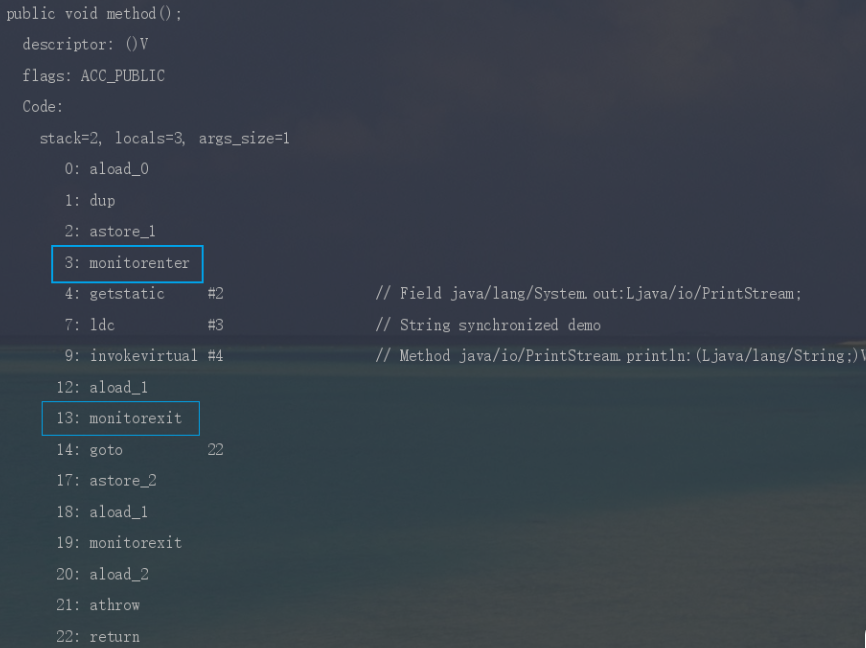 public void method();
descriptor: ()V
flags: ACC_PUBLIC
Code:
stack=2, locals=3, args_size=1
0: aload_0
1: dup
2: astore_1
3: monitorenter
4: getstatic #2 // Field java/lang/System.out:Ljava/io/PrintStream;
7: ldc #3 // String synchronized demo
9: invokevirtual #4 // Method java/io/PrintStream.println:(Ljava/lang/String;)V
12: aload_1
13: monitorexit
14: goto 22
17: astore_2
18: aload_1
19: monitorexit
20: aload_2
21: athrow
22: return